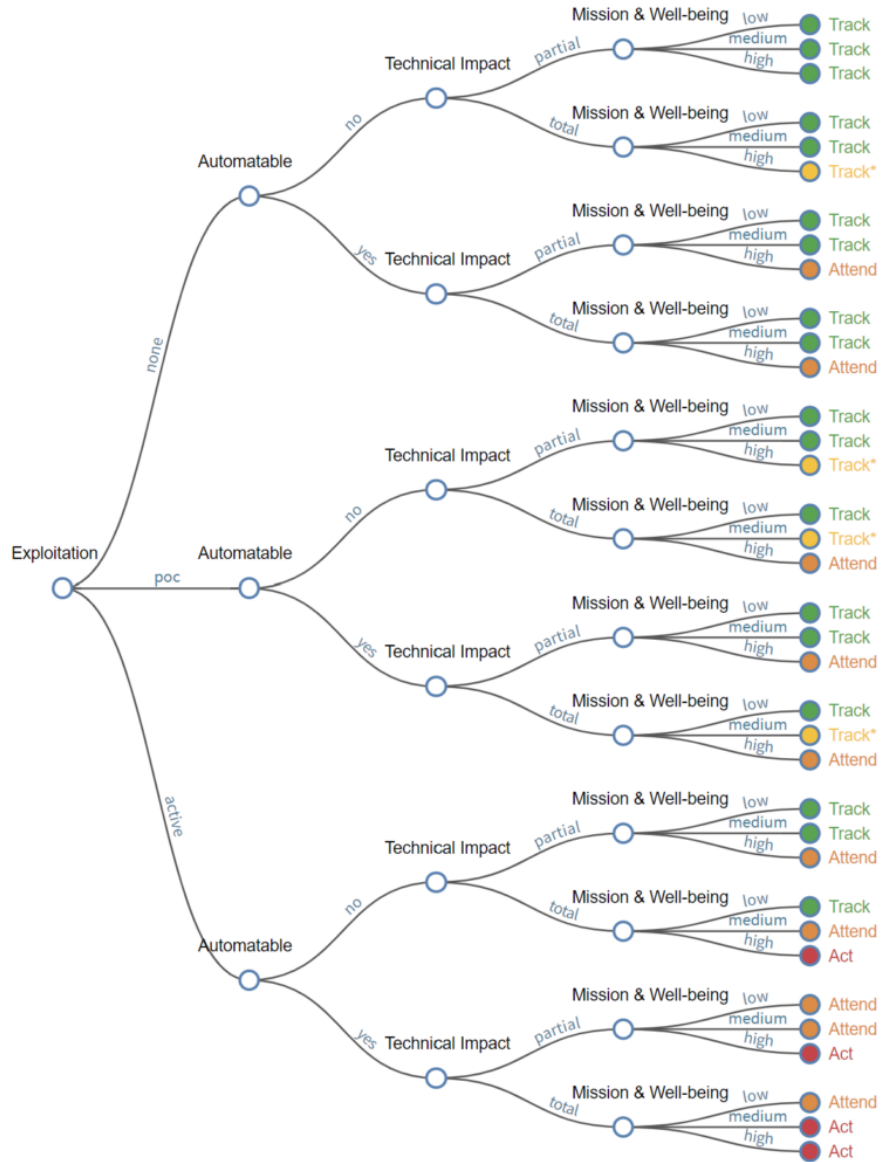 Mission & Well-being low Track
medium Track
Technical Impact partial high Track
Mission & Well-being low Track
no total medium Track
Automatable high Track*
Mission & Well-being low Track
medium Track
yes Technical Impact partial high Attend
Mission & Well-being low Track
total medium Track
none high Attend
Mission & Well-being low Track
medium Track
Technical Impact partial high Track*
Mission & Well-being low Track
no total medium Track*
Exploitation poc Automatable high Attend
Mission & Well-being low Track
medium Track
yes Technical Impact partial high Attend
Mission & Well-being low Track
total medium Track*
high Attend
active Mission & Well-being low Track
medium Track
Technical Impact partial high Attend
Mission & Well-being low Track
no total medium Attend
Automatable high Act
Mission & Well-being low Attend
medium Attend
yes Technical Impact partial high Act
Mission & Well-being low Attend
total medium Act
high Act